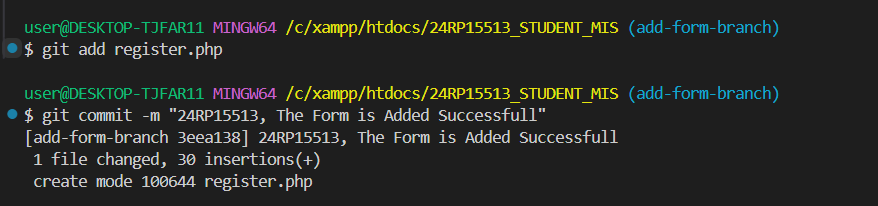 user@DESKTOP-TJFAR11 MINGW64 /c/xampp/htdocs/24RP15513_STUDENT_MIS (add-form-branch)
$ git add register.php
user@DESKTOP-TJFAR11 MINGW64 /c/xampp/htdocs/24RP15513_STUDENT_MIS (add-form-branch)
$ git commit -m "24RP15513, The Form is Added Successfull"
[add-form-branch 3eea138] 24RP15513, The Form is Added Successfull
1 file changed, 30 insertions(+)
create mode 100644 register.php